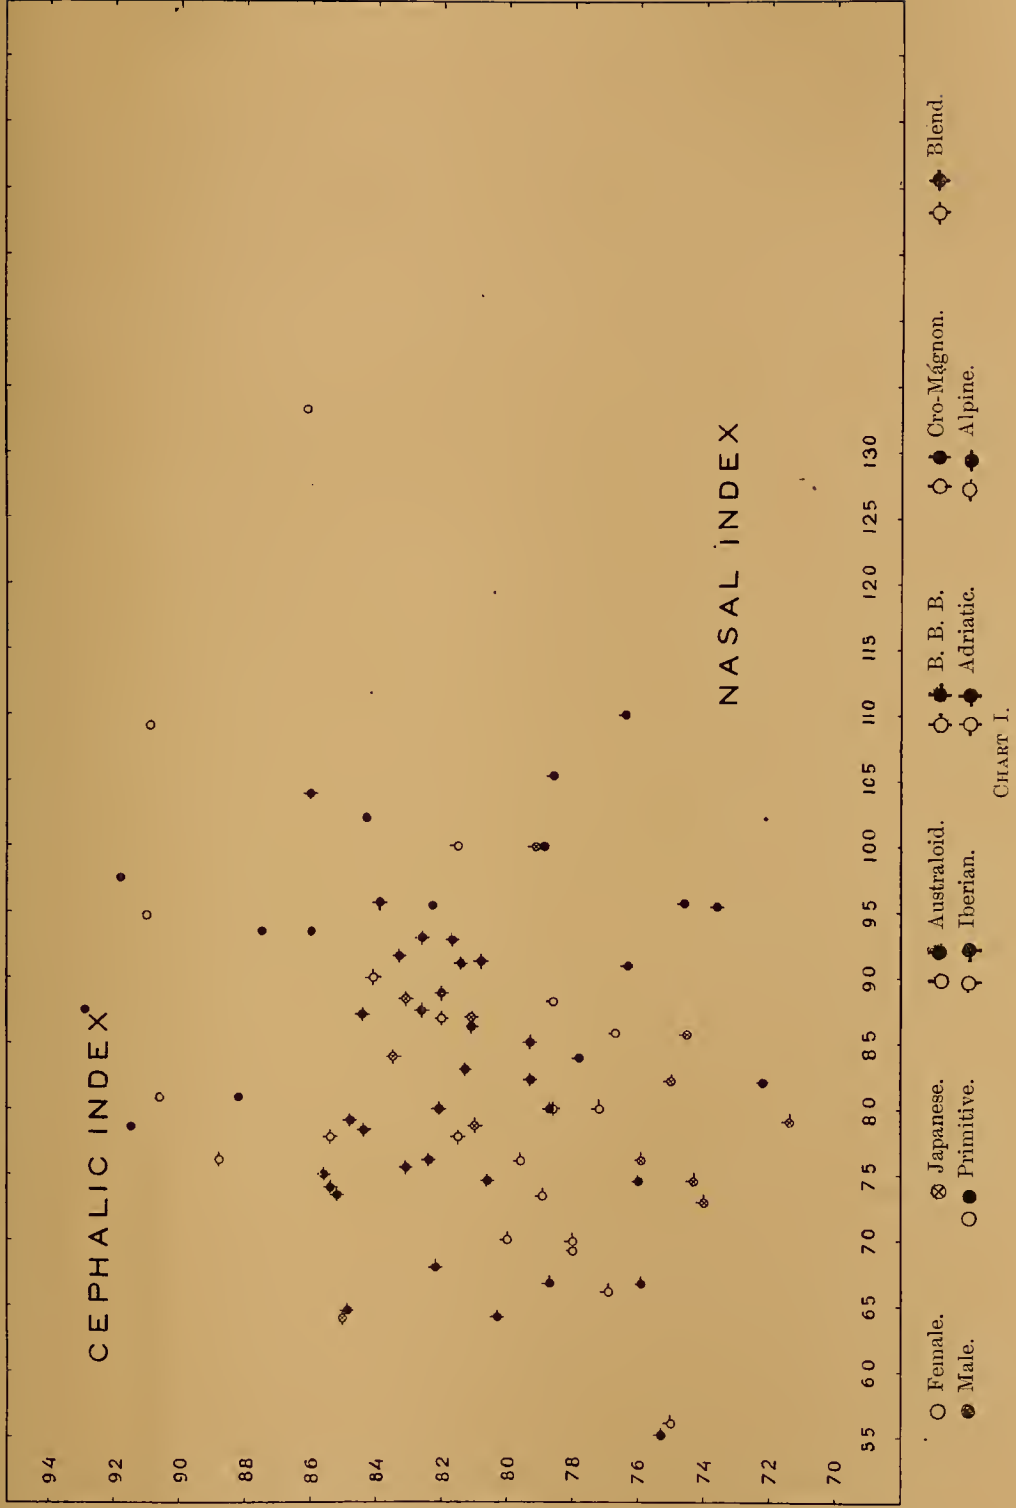 CEPHALIC INDEX
94
92
90
88
86
84
82
80
78
76
74
72
70
NASAL INDEX
55 60 65 70 75 80 85 90 95 100 105 110 115 120 125 130
Female. Japanese. Australoid. B. B. B. Cro-Mágnon. Blend.
Male. Primitive. Iberian. Adriatic. Alpine.
CHART I.